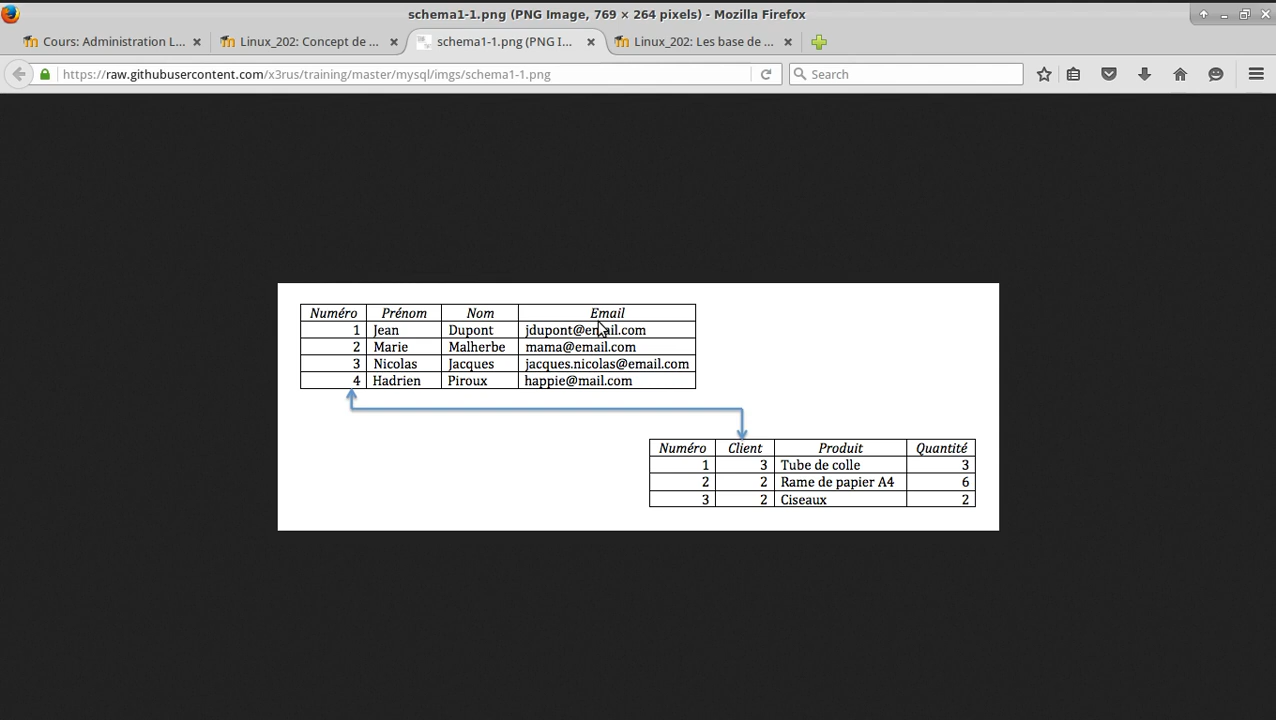 schema1-1.png (PNG Image, 769 × 264 pixels) - Mozilla Firefox
Cours: Administration L... Linux_202: Concept de ... schema1-1.png (PNG I... Linux_202: Les base de ...
https://raw.githubusercontent.com/x3rus/training/master/mysql/imgs/schema1-1.png Search
Numéro Prénom Nom Email
1 Jean Dupont jdupont@email.com
2 Marie Malherbe mama@email.com
3 Nicolas Jacques jacques.nicolas@email.com
4 Hadrien Piroux happie@mail.com
Numéro Client Produit Quantité
1 3 Tube de colle 3
2 2 Rame de papier A4 6
3 2 Ciseaux 2